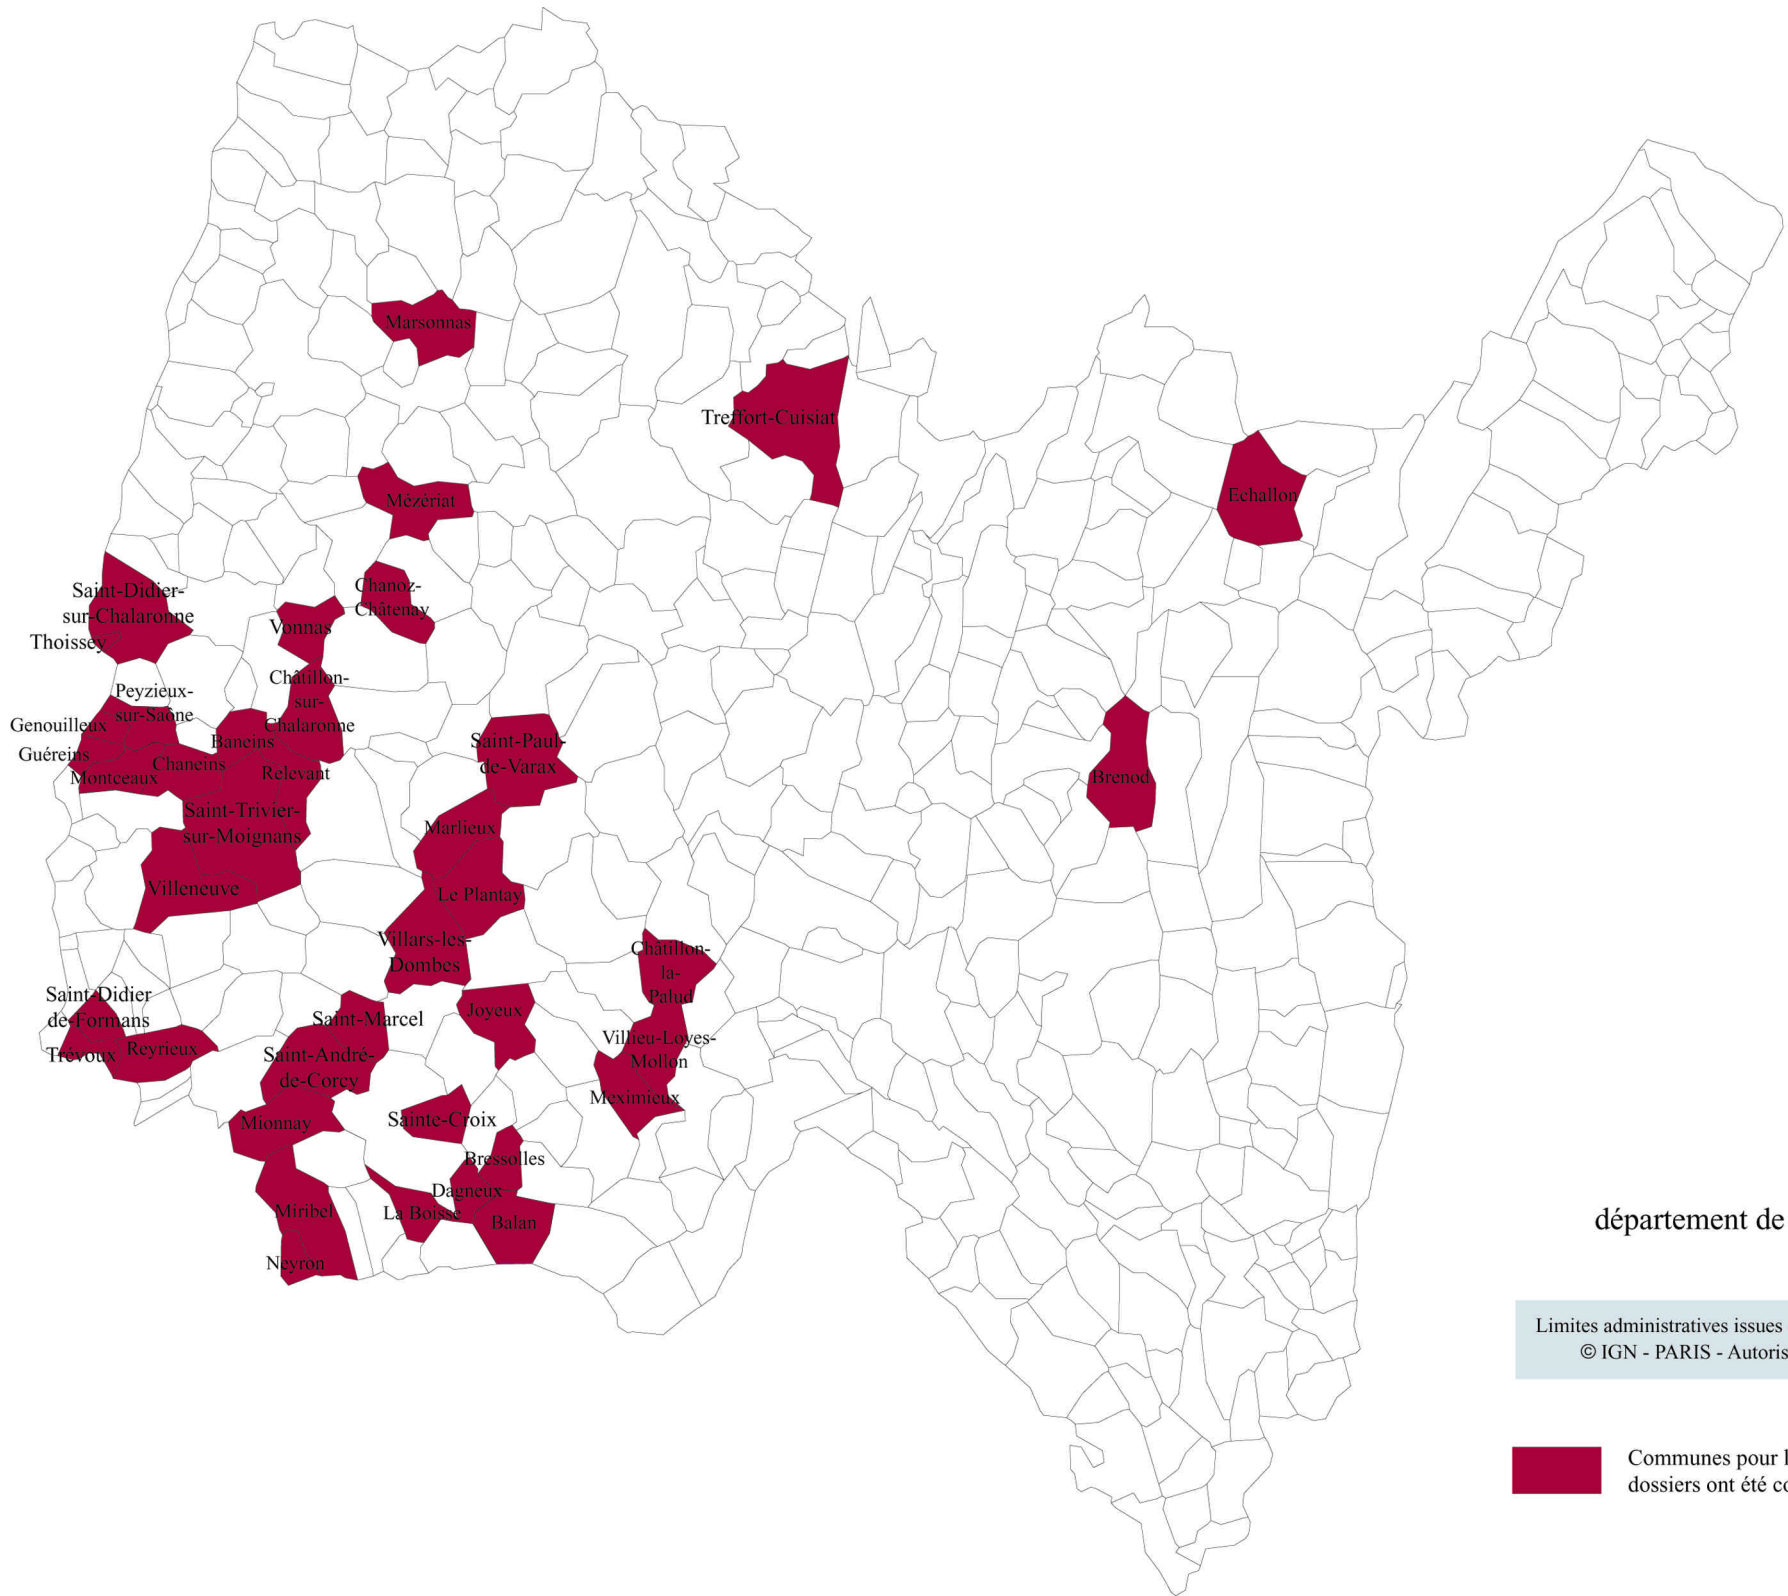 Marsonnas
Treffort-Cuisiat
Mézériat
Echallon
Saint-Didier-
sur-Chalaronne
Thoissey
Chanoz-
Châtenay
Vonnas
Châtillon-
sur-
Chalaronne
Peyzieux-
sur-Saône
Genouilleux
Guéreins
Baneins
Montceaux
Chaneins
Relevant
Saint-Paul-
de-Varax
Brenod
Saint-Trivier-
sur-Moignans
Marlieux
Villeneuve
Le Plantay
Villars-les-
Dombes
Châtillon-
la-
Palud
Saint-Didier
de-Formans
Trévoux
Reyrieux
Saint-Marcel
Joyeux
Saint-André-
de-Corcy
Villieu-Loyes-
Mollon
Meximieux
Mionnay
Sainte-Croix
Bressolles
Dagneux
La Boisse
Balan
Miribel
Neyron
département de
Limites administratives issues
© IGN - PARIS - Autoris
Communes pour l
dossiers ont été co